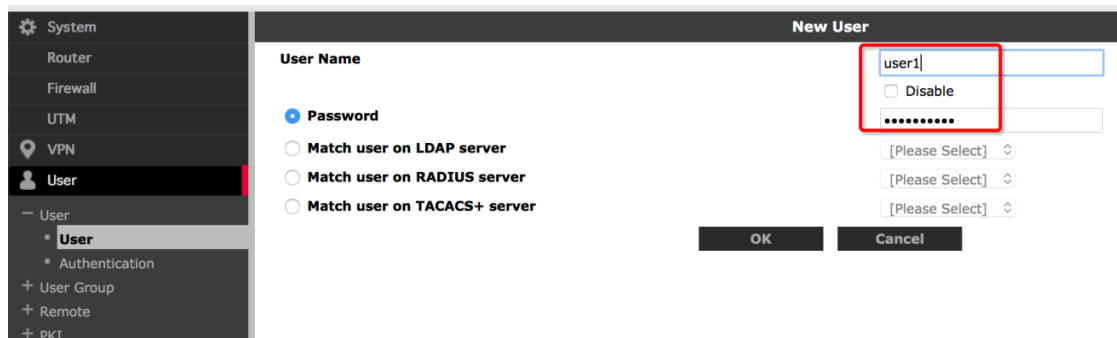 System
Router
Firewall
UTM
VPN
User
User
User
Authentication
User Group
Remote
PKI
New User
User Name
user1
Disable
Password
••••••••••
Match user on LDAP server
[Please Select]
Match user on RADIUS server
[Please Select]
Match user on TACACS+ server
[Please Select]
OK
Cancel